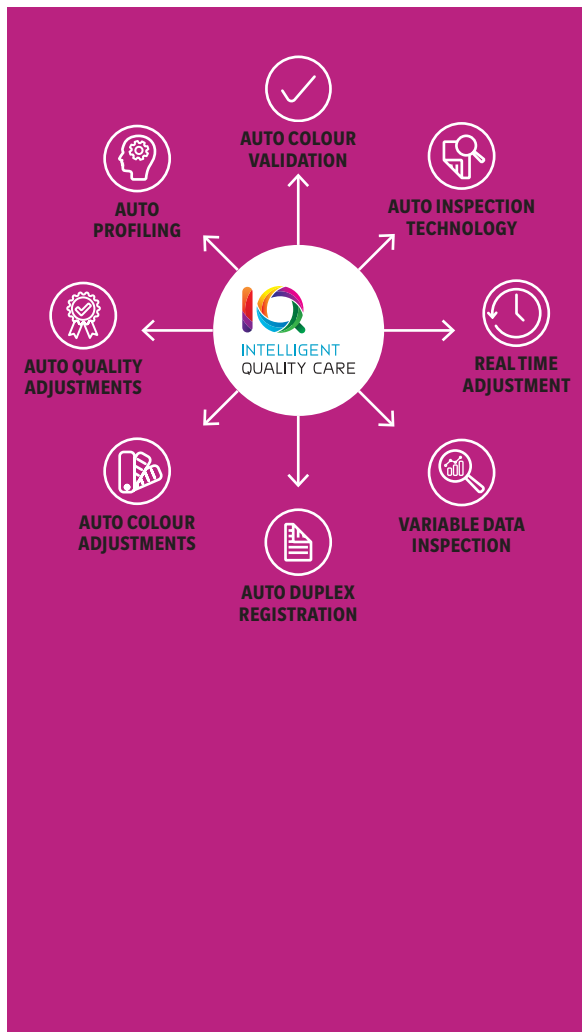 AUTO COLOUR
VALIDATION
AUTO
PROFILING
AUTO INSPECTION
TECHNOLOGY
IQ
INTELLIGENT
QUALITY CARE
AUTO QUALITY
ADJUSTMENTS
REAL TIME
ADJUSTMENT
AUTO COLOUR
ADJUSTMENTS
VARIABLE DATA
INSPECTION
AUTO DUPLEX
REGISTRATION